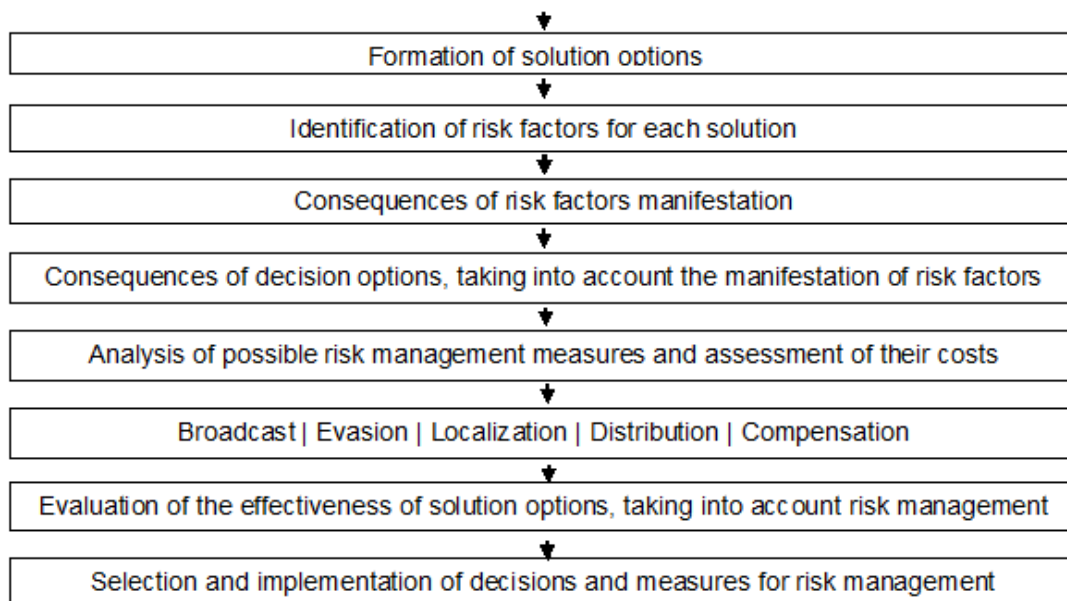 Formation of solution options
Identification of risk factors for each solution
Consequences of risk factors manifestation
Consequences of decision options, taking into account the manifestation of risk factors
Analysis of possible risk management measures and assessment of their costs
Broadcast | Evasion | Localization | Distribution | Compensation
Evaluation of the effectiveness of solution options, taking into account risk management
Selection and implementation of decisions and measures for risk management